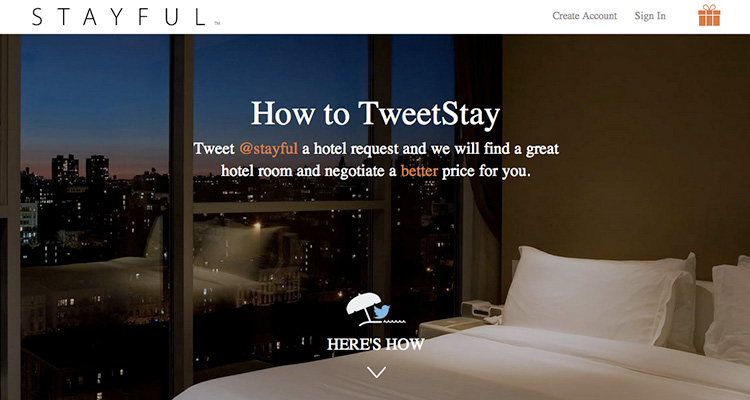 STAYFUL™
Create Account Sign In
How to TweetStay
Tweet @stayful a hotel request and we will find a great
hotel room and negotiate a better price for you.
HERE'S HOW